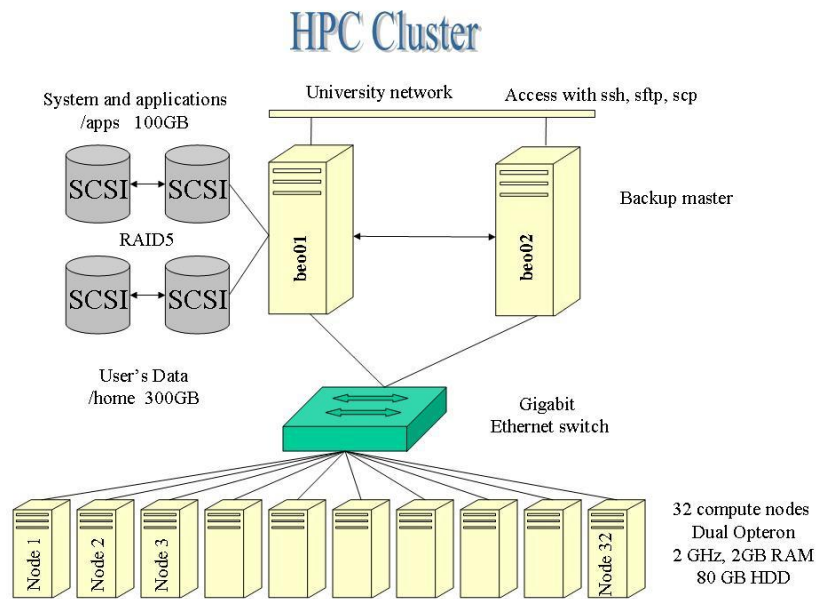 HPC Cluster
System and applications
/apps 100GB
University network
Access with ssh, sftp, scp
SCSI
SCSI
RAID5
SCSI
SCSI
beo01
beo02
Backup master
User's Data
/home 300GB
Gigabit
Ethernet switch
Node 1
Node 2
Node 3
Node 32
32 compute nodes
Dual Opteron
2 GHz, 2GB RAM
80 GB HDD